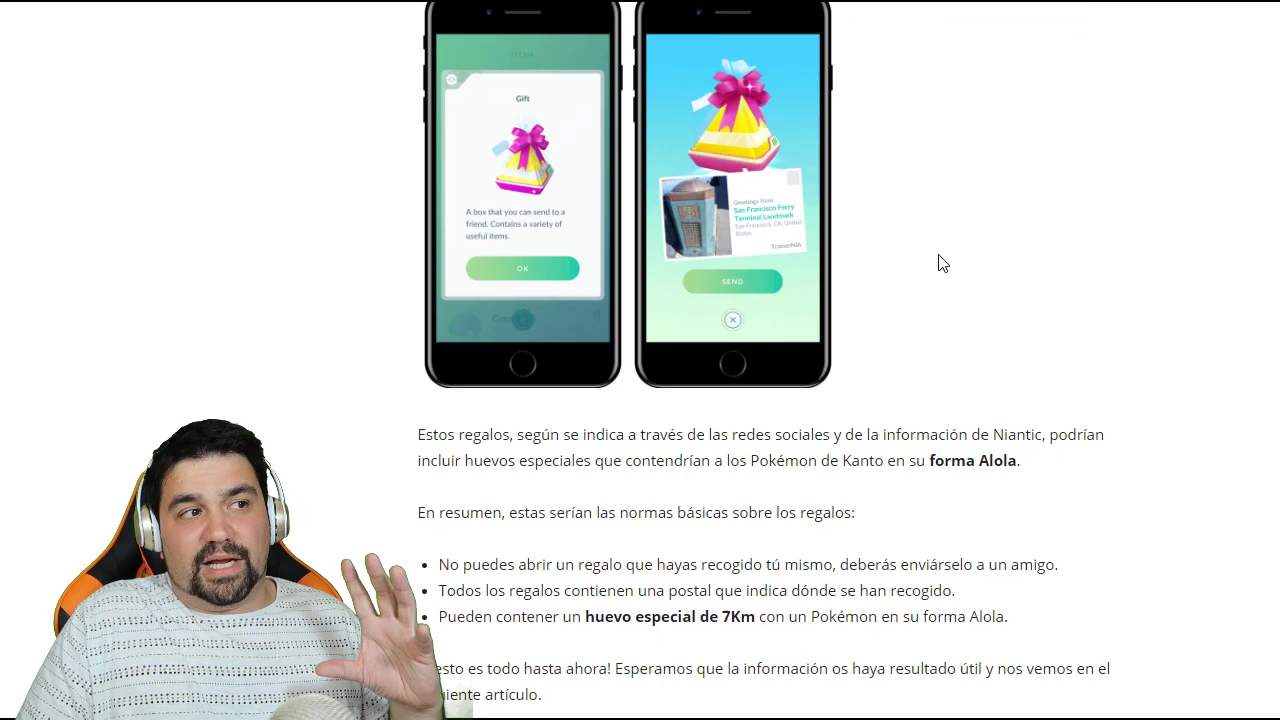 ITEMS
Gift
A box that you can send to a
friend. Contains a variety of
useful items.
OK
Greetings from
San Francisco Ferry
Terminal Landmark
San Francisco, CA, United
States
TrainerNIA
SEND
Estos regalos, según se indica a través de las redes sociales y de la información de Niantic, podrían
incluir huevos especiales que contendrían a los Pokémon de Kanto en su forma Alola.
En resumen, estas serían las normas básicas sobre los regalos:
• No puedes abrir un regalo que hayas recogido tú mismo, deberás enviárselo a un amigo.
• Todos los regalos contienen una postal que indica dónde se han recogido.
• Pueden contener un huevo especial de 7Km con un Pokémon en su forma Alola.
esto es todo hasta ahora! Esperamos que la información os haya resultado útil y nos vemos en el
artículo.